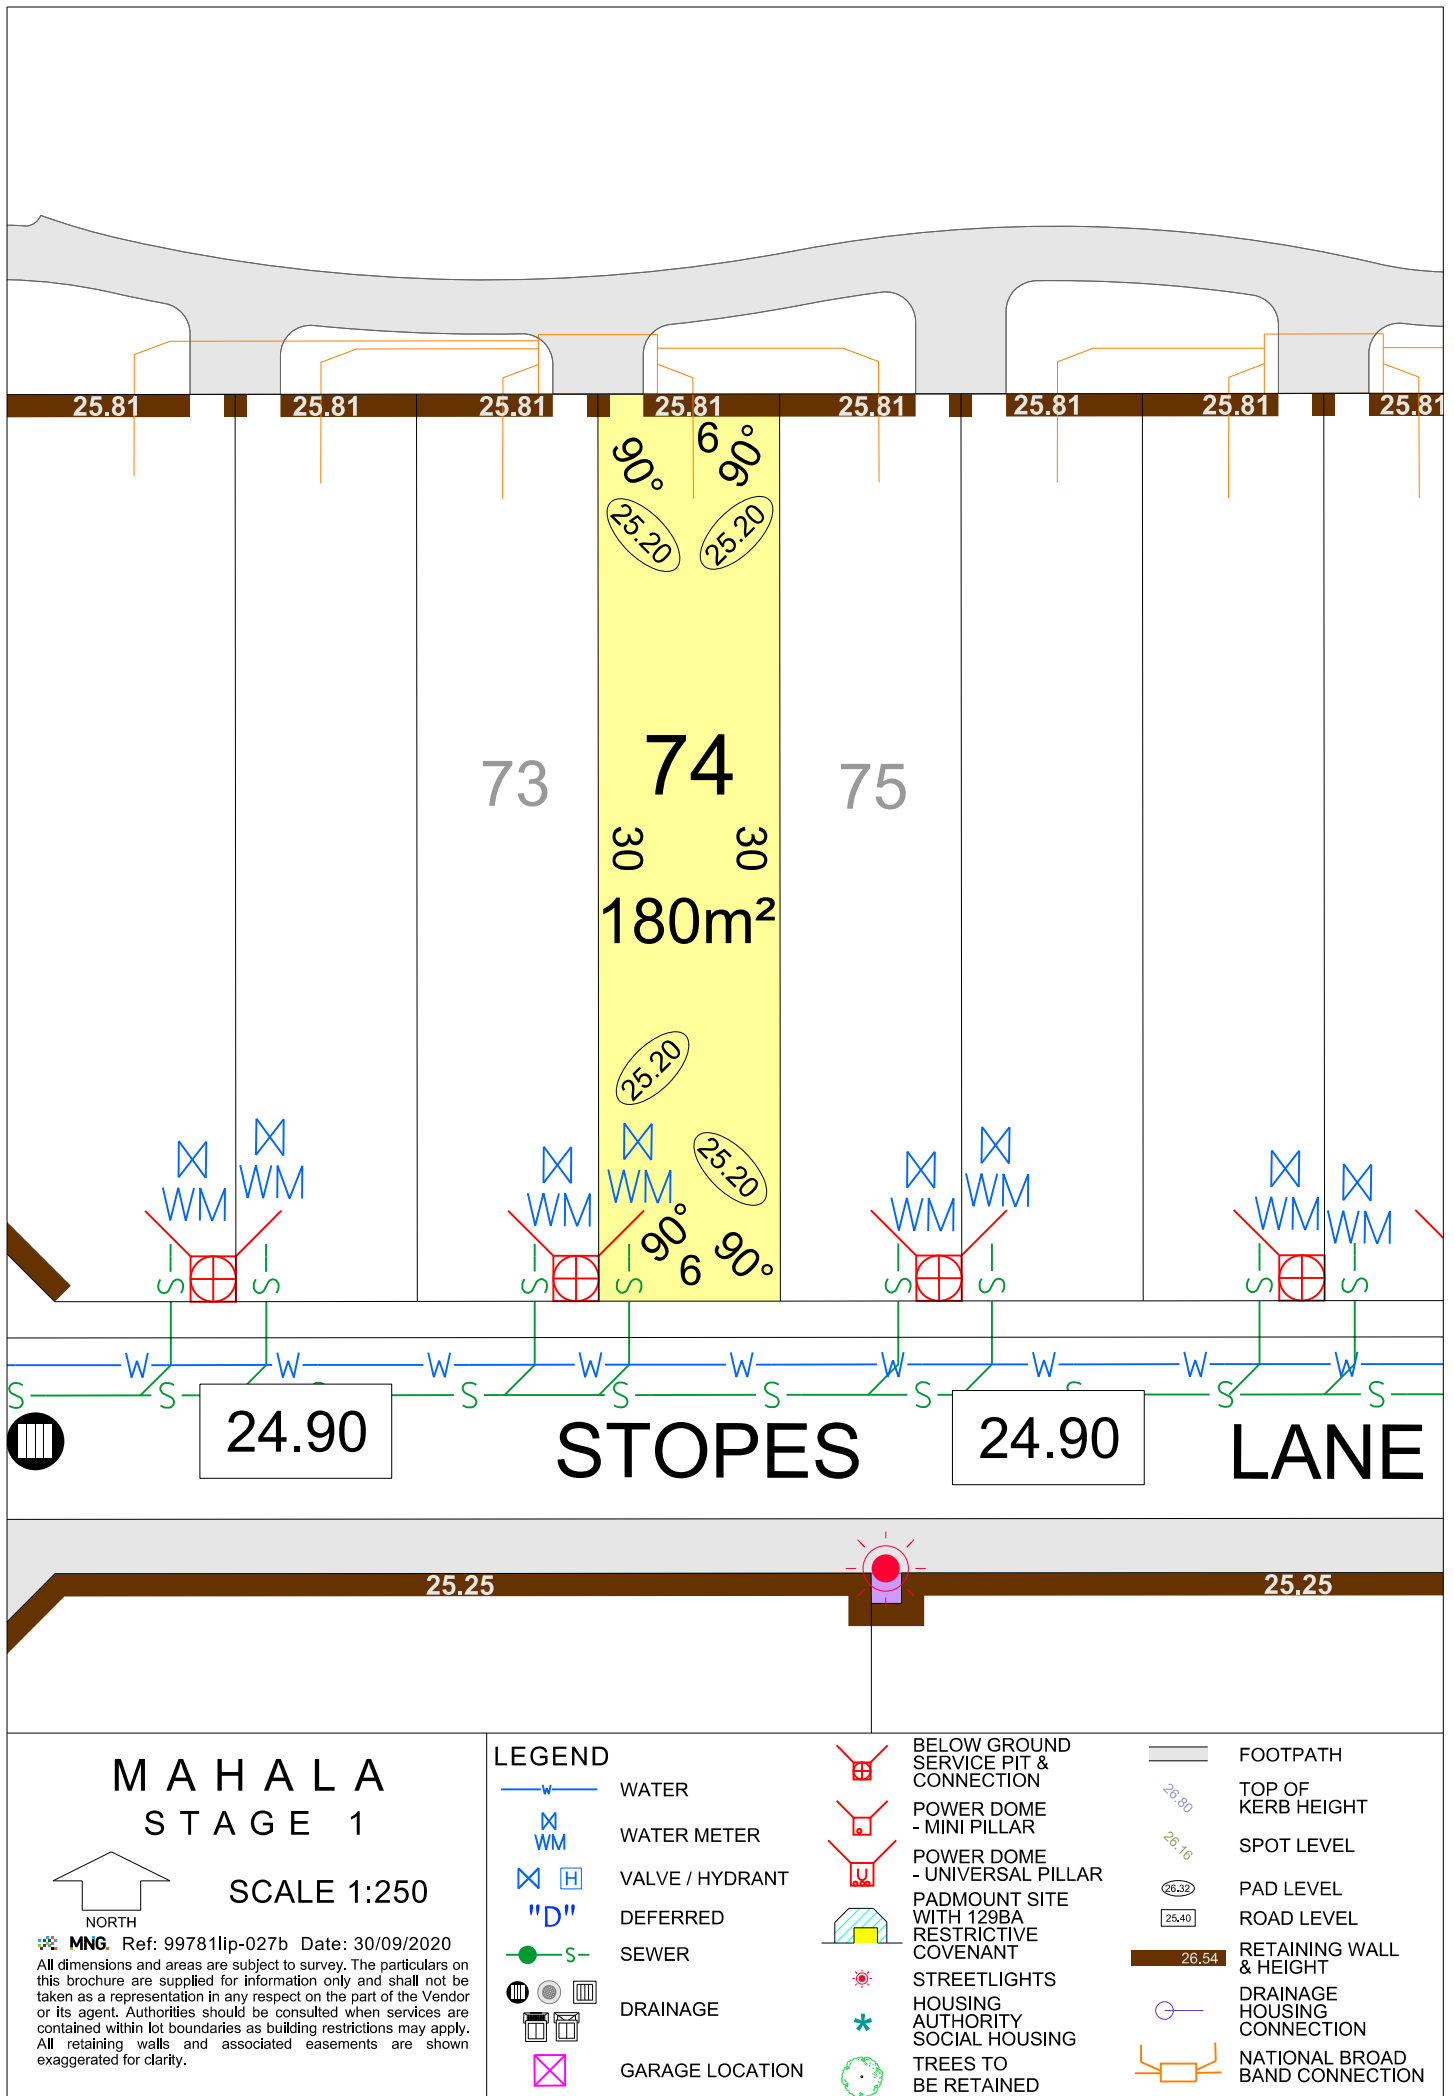 25.81 25.81 25.81 25.81 25.81 25.81 25.81 25.81
90° 6 90°
25.20 25.20
73 74 75
30 30
180m²
25.20
25.20
WM WM WM WM WM WM WM WM
90° 6 90°
S S S S S S S S
W W W W W W W W W
S S S S S S S S
24.90 STOPES 24.90 LANE
25.25 25.25
MAHALA
STAGE 1
NORTH
SCALE 1:250
MNG. Ref: 99781lip-027b Date: 30/09/2020
All dimensions and areas are subject to survey. The particulars on
this brochure are supplied for information only and shall not be
taken as a representation in any respect on the part of the Vendor
or its agent. Authorities should be consulted when services are
contained within lot boundaries as building restrictions may apply.
All retaining walls and associated easements are shown
exaggerated for clarity.
LEGEND
W WATER
WM WATER METER
H VALVE / HYDRANT
"D" DEFERRED
S SEWER
DRAINAGE
GARAGE LOCATION
BELOW GROUND
SERVICE PIT &
CONNECTION
POWER DOME
- MINI PILLAR
U POWER DOME
- UNIVERSAL PILLAR
PADMOUNT SITE
WITH 129BA
RESTRICTIVE
COVENANT
STREETLIGHTS
HOUSING
AUTHORITY
SOCIAL HOUSING
TREES TO
BE RETAINED
FOOTPATH
26.80 TOP OF
KERB HEIGHT
26.16 SPOT LEVEL
26.32 PAD LEVEL
25.40 ROAD LEVEL
26.54 RETAINING WALL
& HEIGHT
DRAINAGE
HOUSING
CONNECTION
NATIONAL BROAD
BAND CONNECTION